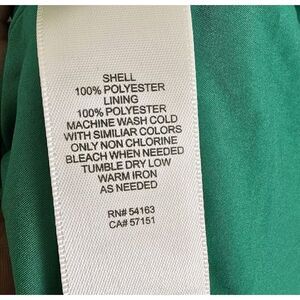 SHELL
100% POLYESTER
LINING
100% POLYESTER
MACHINE WASH COLD
WITH SIMILIAR COLORS
ONLY NON CHLORINE
BLEACH WHEN NEEDED
TUMBLE DRY LOW
WARM IRON
AS NEEDED
RN# 54163
CA# 57151